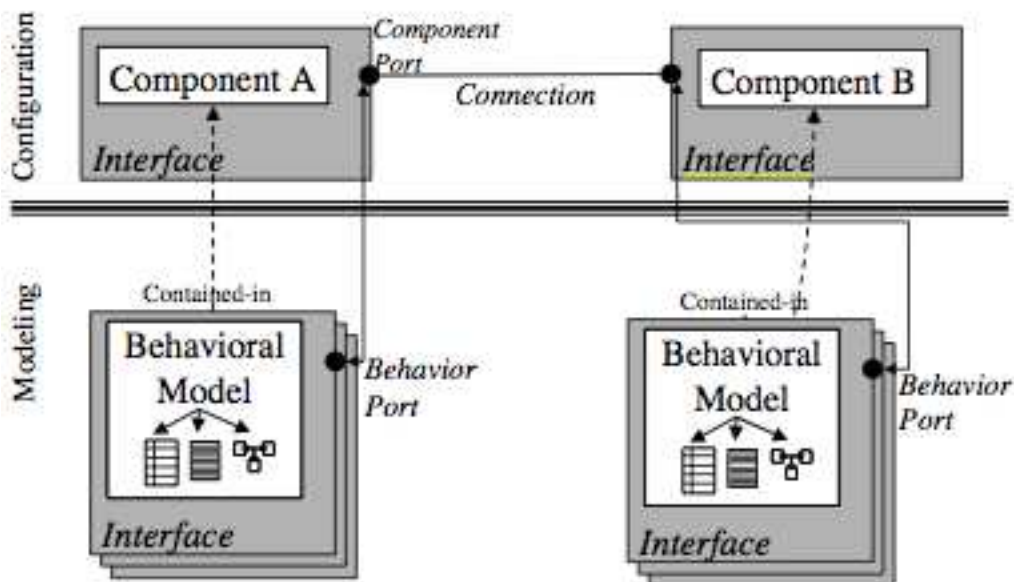 Configuration
Component A
Interface
Component
Port
Connection
Component B
Interface
Modeling
Contained-in
Behavioral
Model
Interface
Behavior
Port
Contained-in
Behavioral
Model
Interface
Behavior
Port